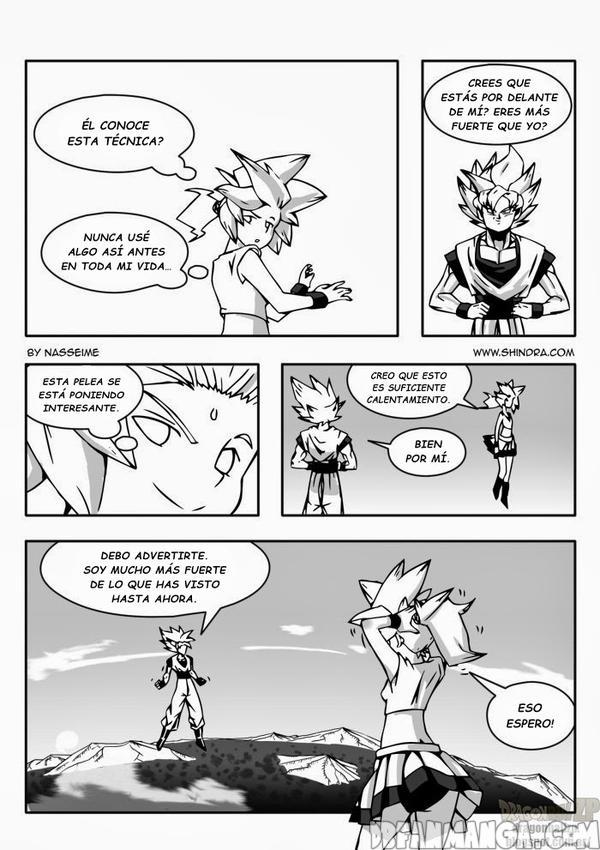 ÉL CONOCE
ESTA TÉCNICA?
NUNCA USÉ
ALGO ASÍ ANTES
EN TODA MI VIDA...
CREES QUE
ESTÁS POR DELANTE
DE MÍ? ERES MÁS
FUERTE QUE YO?
BY NASSEIME
WWW.SHINDRA.COM
ESTA PELEA SE
ESTÁ PONIENDO
INTERESANTE.
CREO QUE ESTO
ES SUFICIENTE
CALENTAMIENTO.
BIEN
POR MÍ.
DEBO ADVERTIRTE.
SOY MUCHO MÁS FUERTE
DE LO QUE HAS VISTO
HASTA AHORA.
ESO
ESPERO!
DBFANMANGA.COM